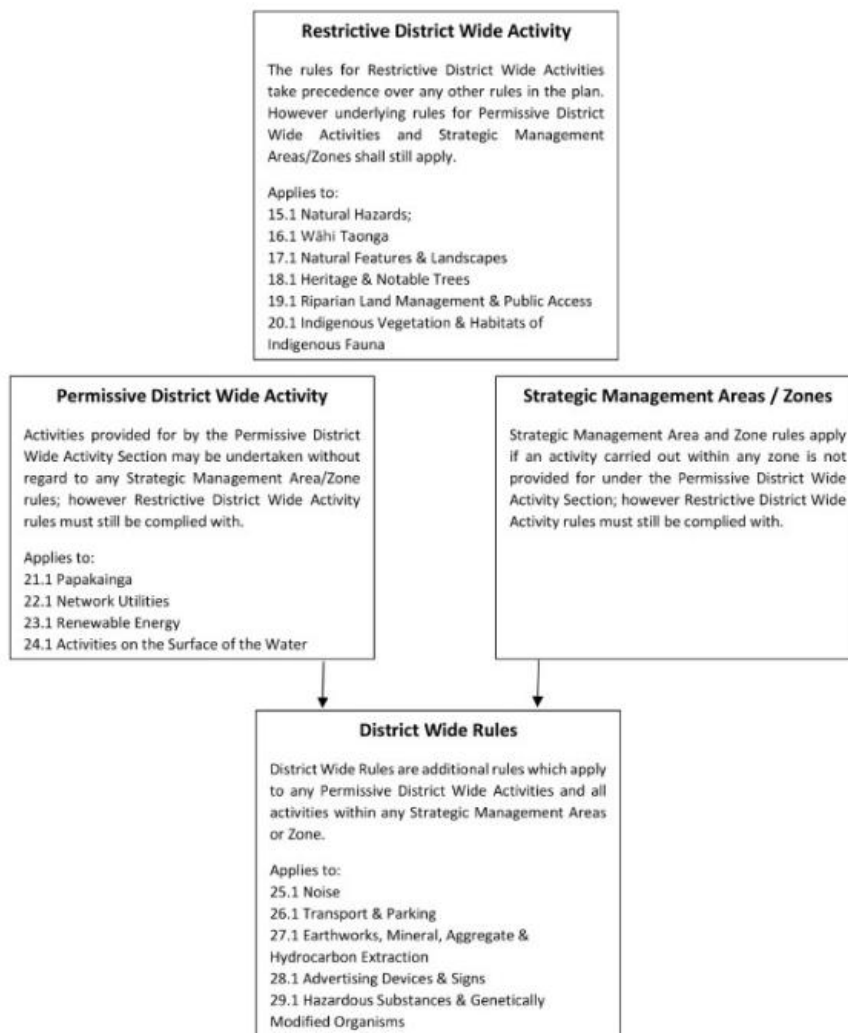 Restrictive District Wide Activity
The rules for Restrictive District Wide Activities
take precedence over any other rules in the plan.
However underlying rules for Permissive District
Wide Activities and Strategic Management
Areas/Zones shall still apply.
Applies to:
15.1 Natural Hazards;
16.1 Wāhi Taonga
17.1 Natural Features & Landscapes
18.1 Heritage & Notable Trees
19.1 Riparian Land Management & Public Access
20.1 Indigenous Vegetation & Habitats of
Indigenous Fauna
Permissive District Wide Activity
Activities provided for by the Permissive District
Wide Activity Section may be undertaken without
regard to any Strategic Management Area/Zone
rules; however Restrictive District Wide Activity
rules must still be complied with.
Applies to:
21.1 Papakainga
22.1 Network Utilities
23.1 Renewable Energy
24.1 Activities on the Surface of the Water
Strategic Management Areas / Zones
Strategic Management Area and Zone rules apply
if an activity carried out within any zone is not
provided for under the Permissive District Wide
Activity Section; however Restrictive District Wide
Activity rules must still be complied with.
District Wide Rules
District Wide Rules are additional rules which apply
to any Permissive District Wide Activities and all
activities within any Strategic Management Areas
or Zone.
Applies to:
25.1 Noise
26.1 Transport & Parking
27.1 Earthworks, Mineral, Aggregate &
Hydrocarbon Extraction
28.1 Advertising Devices & Signs
29.1 Hazardous Substances & Genetically
Modified Organisms